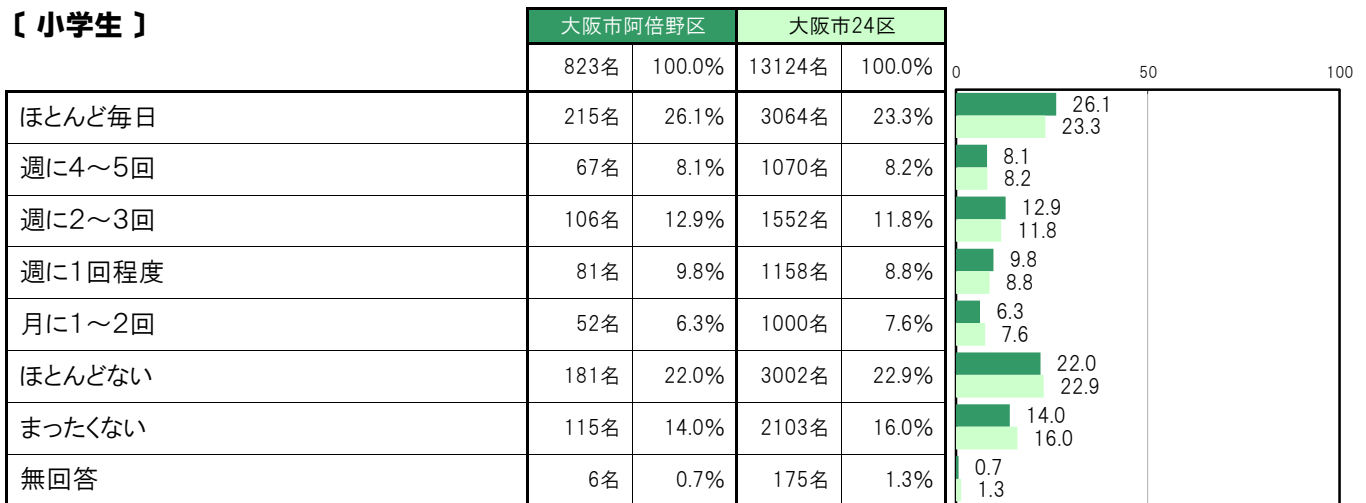 〔 小学生 〕
大阪市阿倍野区 大阪市24区
823名 100.0% 13124名 100.0% 0 50 100
ほとんど毎日 215名 26.1% 3064名 23.3% 26.1
23.3
週に4～5回 67名 8.1% 1070名 8.2% 8.1
8.2
週に2～3回 106名 12.9% 1552名 11.8% 12.9
11.8
週に1回程度 81名 9.8% 1158名 8.8% 9.8
8.8
月に1～2回 52名 6.3% 1000名 7.6% 6.3
7.6
ほとんどない 181名 22.0% 3002名 22.9% 22.0
22.9
まったくない 115名 14.0% 2103名 16.0% 14.0
16.0
無回答 6名 0.7% 175名 1.3% 0.7
1.3